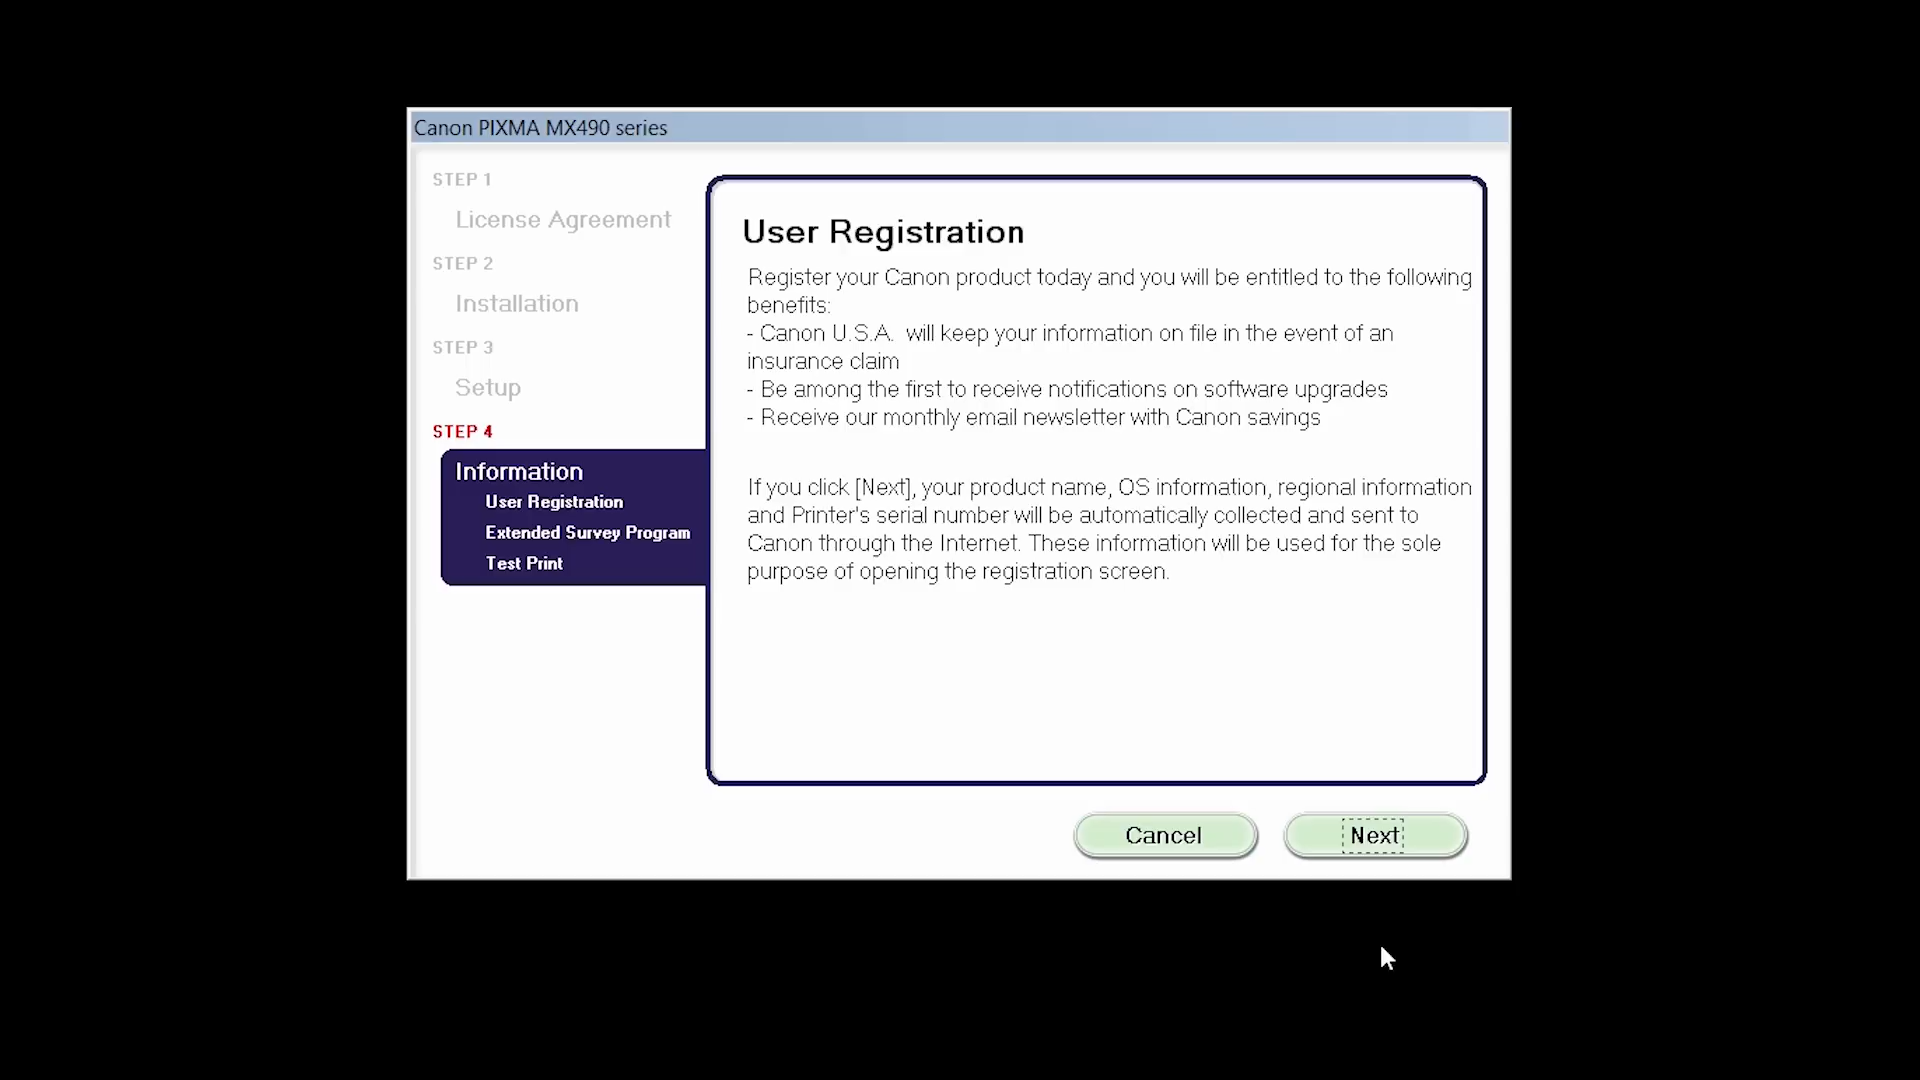 Canon PIXMA MX490 series
STEP 1
License Agreement
STEP 2
Installation
STEP 3
Setup
STEP 4
Information
User Registration
Extended Survey Program
Test Print
User Registration
Register your Canon product today and you will be entitled to the following
benefits:
- Canon U.S.A.  will keep your information on file in the event of an
insurance claim
- Be among the first to receive notifications on software upgrades
- Receive our monthly email newsletter with Canon savings
If you click [Next], your product name, OS information, regional information
and Printer's serial number will be automatically collected and sent to
Canon through the Internet. These information will be used for the sole
purpose of opening the registration screen.
Cancel
Next